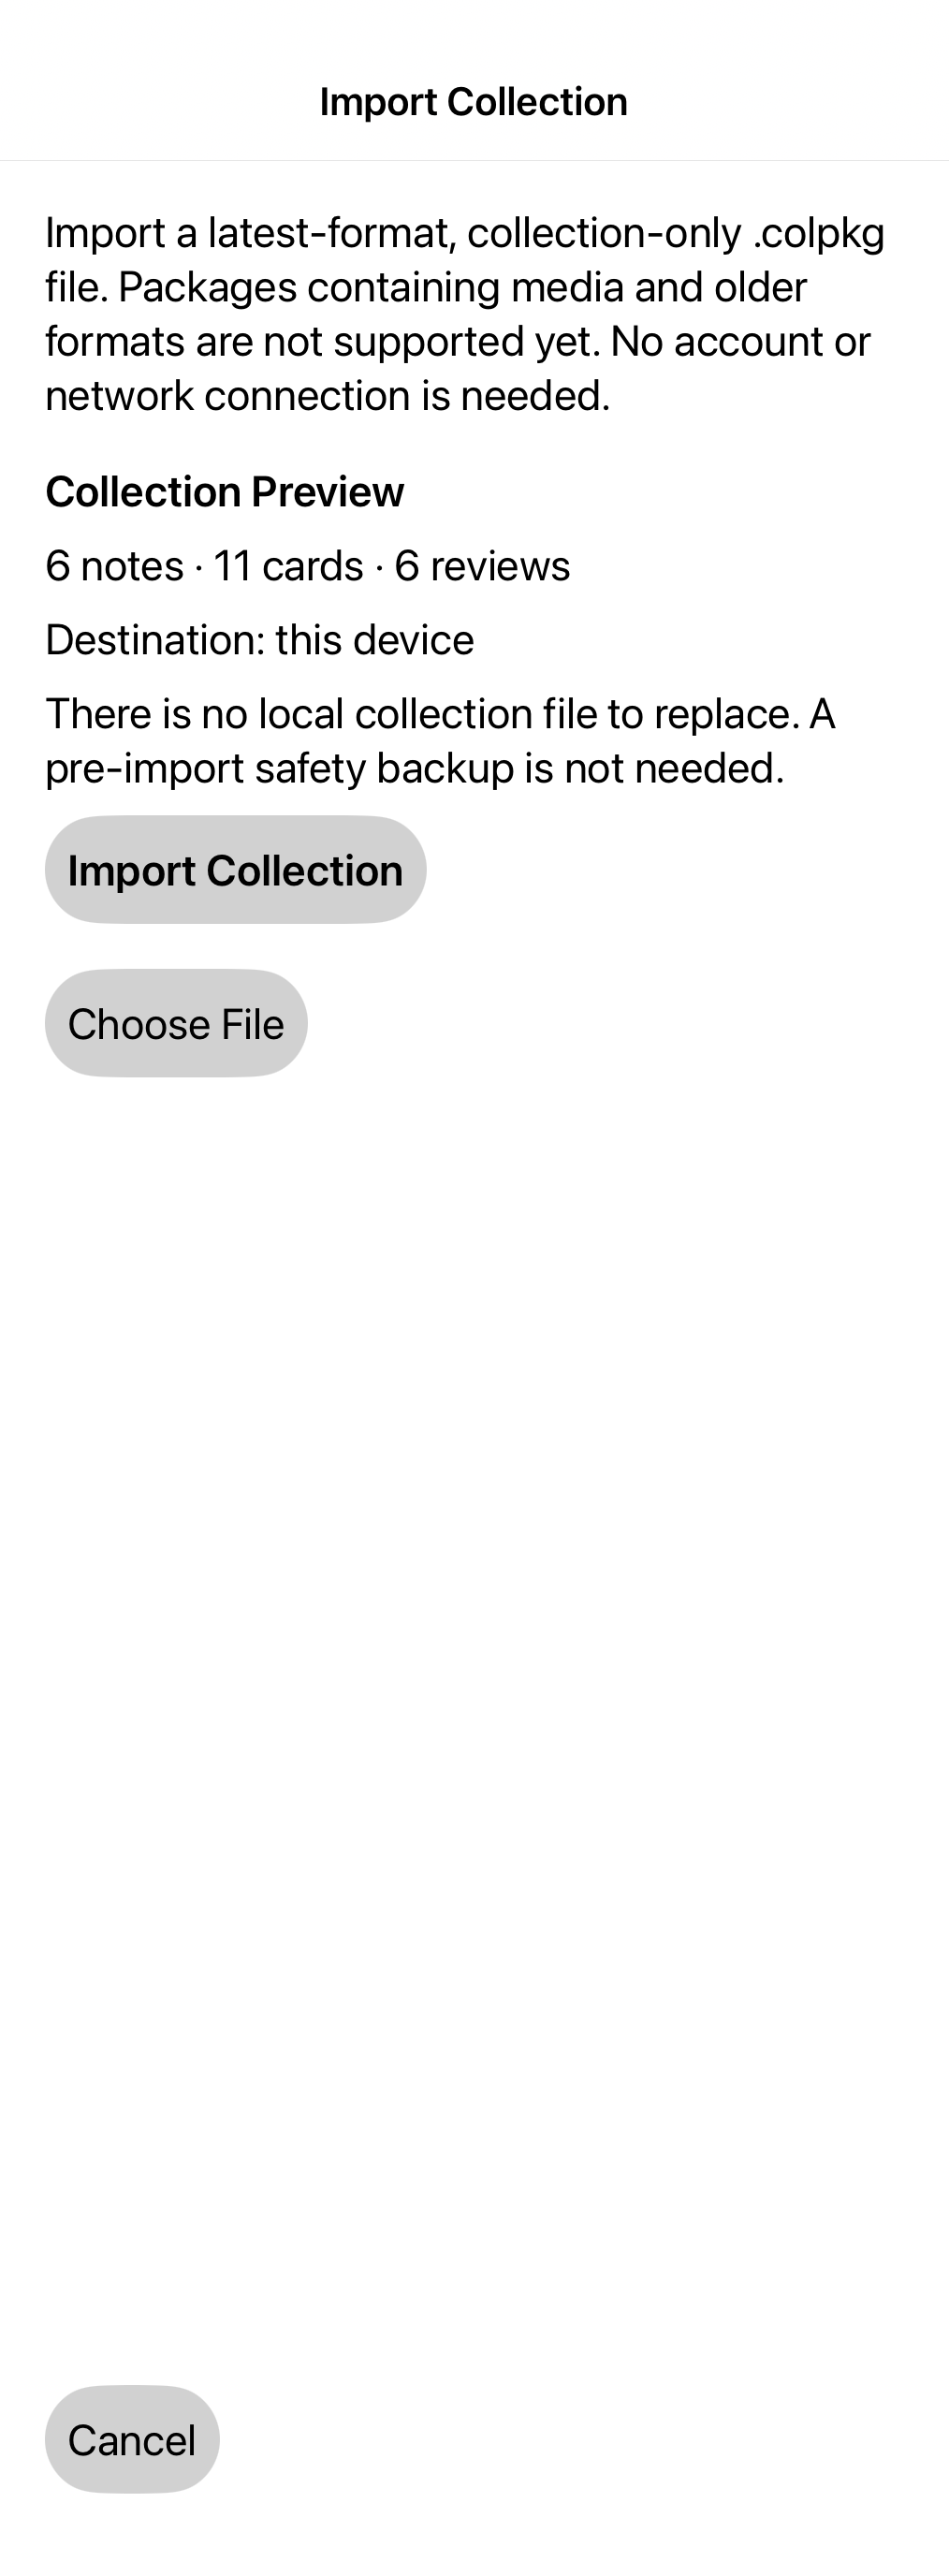 Import Collection
Import a latest-format, collection-only .colpkg
file. Packages containing media and older
formats are not supported yet. No account or
network connection is needed.
Collection Preview
6 notes · 11 cards · 6 reviews
Destination: this device
There is no local collection file to replace. A
pre-import safety backup is not needed.
Import Collection
Choose File
Cancel